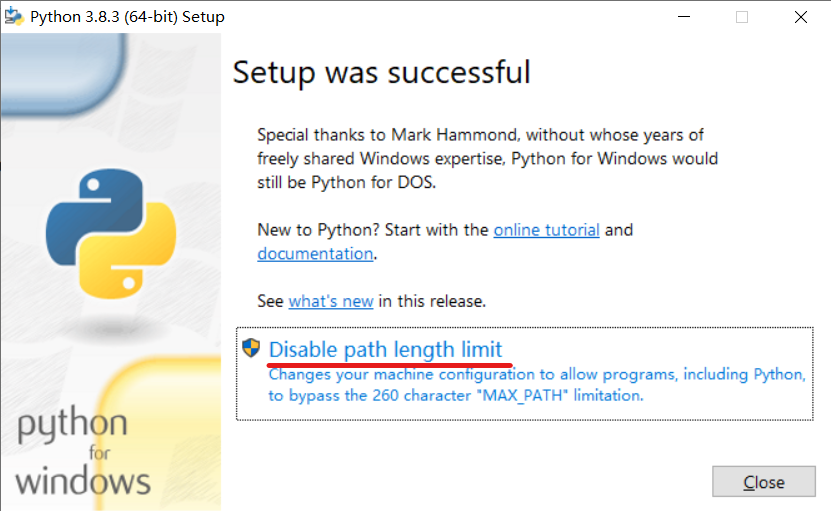 Python 3.8.3 (64-bit) Setup
Setup was successful
Special thanks to Mark Hammond, without whose years of
freely shared Windows expertise, Python for Windows would
still be Python for DOS.
New to Python? Start with the online tutorial and
documentation.
See what's new in this release.
Disable path length limit
Changes your machine configuration to allow programs, including Python,
to bypass the 260 character "MAX_PATH" limitation.
python
for
windows
Close